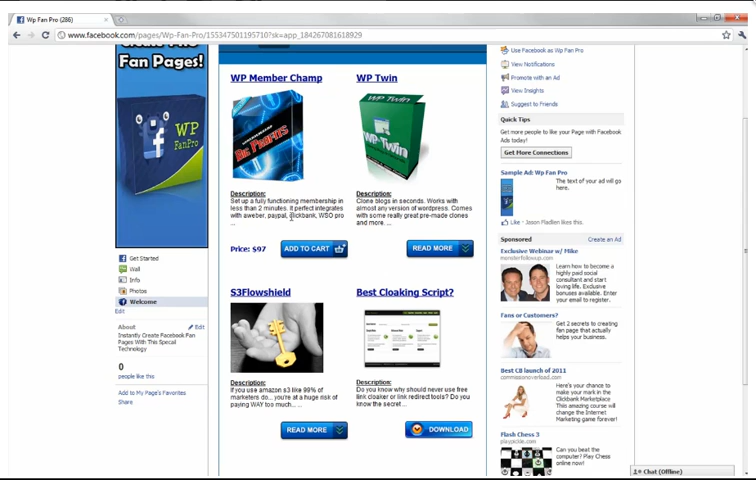 Wp Fan Pro (286)
www.facebook.com/pages/Wp-Fan-Pro/155347501195710?sk=app_184267081618929
Create Pro
Fan Pages!
WP
FanPro
Get Started
Wall
Info
Photos
Welcome
Edit
About
Edit
Instantly Create Facebook Fan
Pages With This Special
Technology
0
people like this
Add to My Page's Favorites
Share
WP Member Champ
BIG PROFITS
Description:
Set up a fully functioning membership in
less than 2 minutes. It perfect integrates
with aweber, paypal, clickbank, WSO pro
...
Price: $97
ADD TO CART
WP Twin
WP TWIN
Description:
Clone blogs in seconds. Works with
almost any version of wordpress. Comes
with some really great pre-made clones
and more. ...
READ MORE
S3Flowshield
Description:
If you use amazon s3 like 99% of
marketers do... you're at a huge risk of
paying WAY too much.... ...
READ MORE
Best Cloaking Script?
Description:
Do you know why should never use free
link cloaker or link redirect tools? Do you
know the secret...
DOWNLOAD
Use Facebook as Wp Fan Pro
View Notifications
Promote with an Ad
View Insights
Suggest to Friends
Quick Tips
Get more people to like your Page with Facebook
Ads today!
Get More Connections
Sample Ad: Wp Fan Pro
The text of your ad will
go here.
Like · Jason Fladlien likes this.
Sponsored
Create an Ad
Exclusive Webinar w/ Mike
monsterfollowup.com
Learn how to become a
highly paid social
consultant and start
loving life. Exclusive
bonuses available. Enter
your email to register.
Fans or Customers?
Get 2 secrets to creating
fan page that actually
helps your business.
Best CB launch of 2011
commissionoverlead.com
Here's your chance to
make your mark in the
Clickbank Marketplace
This amazing course will
change the Internet
Marketing game forever!
Flash Chess 3
playpickle.com
Can you beat the
computer? Play Chess
online now!
Chat (Offline)